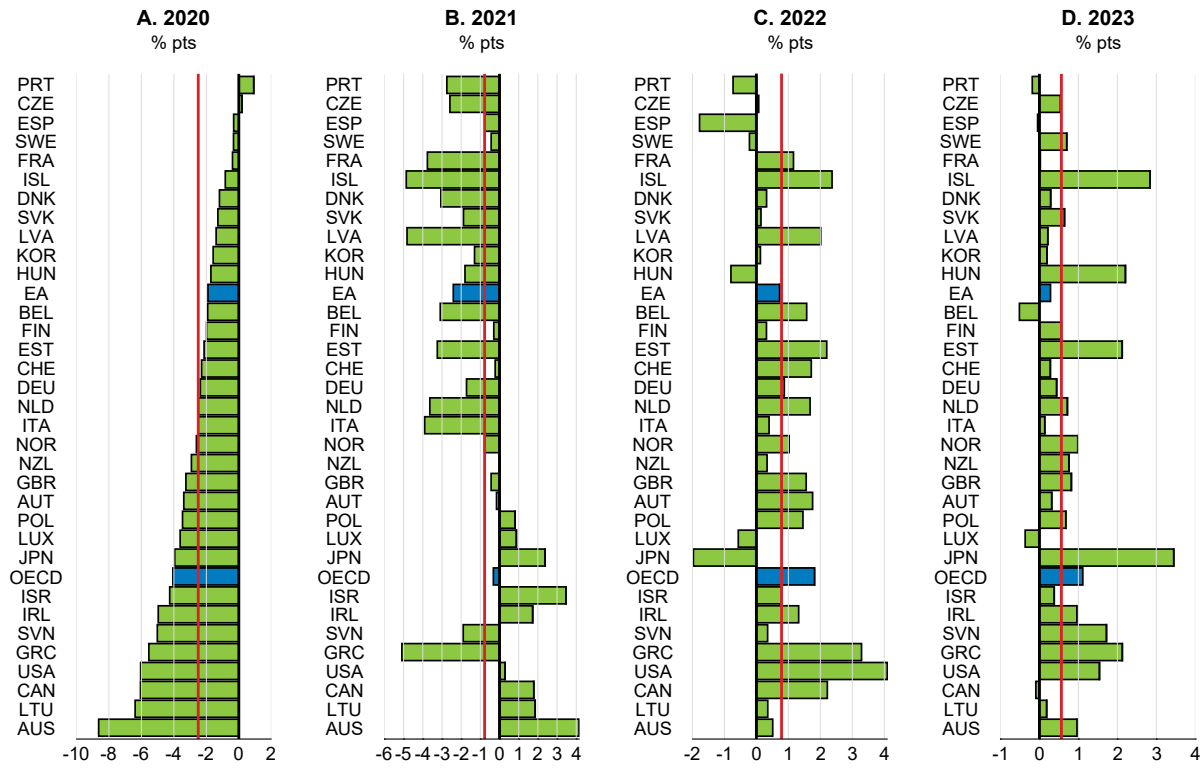 A. 2020
% pts
PRT
CZE
ESP
SWE
FRA
ISL
DNK
SVK
LVA
KOR
HUN
EA
BEL
FIN
EST
CHE
DEU
NLD
ITA
NOR
NZL
GBR
AUT
POL
LUX
JPN
OECD
ISR
IRL
SVN
GRC
USA
CAN
LTU
AUS
-10 -8 -6 -4 -2 0 2
B. 2021
% pts
PRT
CZE
ESP
SWE
FRA
ISL
DNK
SVK
LVA
KOR
HUN
EA
BEL
FIN
EST
CHE
DEU
NLD
ITA
NOR
NZL
GBR
AUT
POL
LUX
JPN
OECD
ISR
IRL
SVN
GRC
USA
CAN
LTU
AUS
-6 -5 -4 -3 -2 -1 0 1 2 3 4
C. 2022
% pts
PRT
CZE
ESP
SWE
FRA
ISL
DNK
SVK
LVA
KOR
HUN
EA
BEL
FIN
EST
CHE
DEU
NLD
ITA
NOR
NZL
GBR
AUT
POL
LUX
JPN
OECD
ISR
IRL
SVN
GRC
USA
CAN
LTU
AUS
-2 -1 0 1 2 3 4
D. 2023
% pts
PRT
CZE
ESP
SWE
FRA
ISL
DNK
SVK
LVA
KOR
HUN
EA
BEL
FIN
EST
CHE
DEU
NLD
ITA
NOR
NZL
GBR
AUT
POL
LUX
JPN
OECD
ISR
IRL
SVN
GRC
USA
CAN
LTU
AUS
-1 0 1 2 3 4